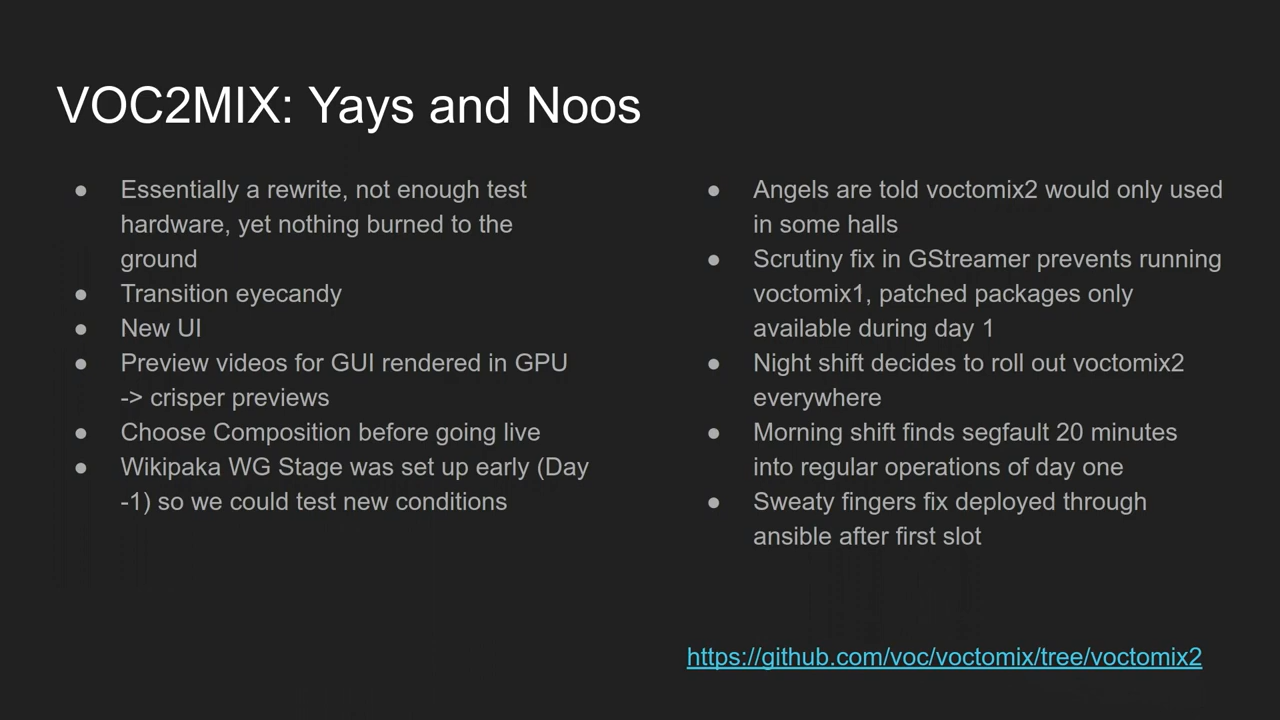 VOC2MIX: Yays and Noos
● Essentially a rewrite, not enough test
hardware, yet nothing burned to the
ground
● Transition eyecandy
● New UI
● Preview videos for GUI rendered in GPU
-> crisper previews
● Choose Composition before going live
● Wikipaka WG Stage was set up early (Day
-1) so we could test new conditions
● Angels are told voctomix2 would only used
in some halls
● Scrutiny fix in GStreamer prevents running
voctomix1, patched packages only
available during day 1
● Night shift decides to roll out voctomix2
everywhere
● Morning shift finds segfault 20 minutes
into regular operations of day one
● Sweaty fingers fix deployed through
ansible after first slot
https://github.com/voc/voctomix/tree/voctomix2